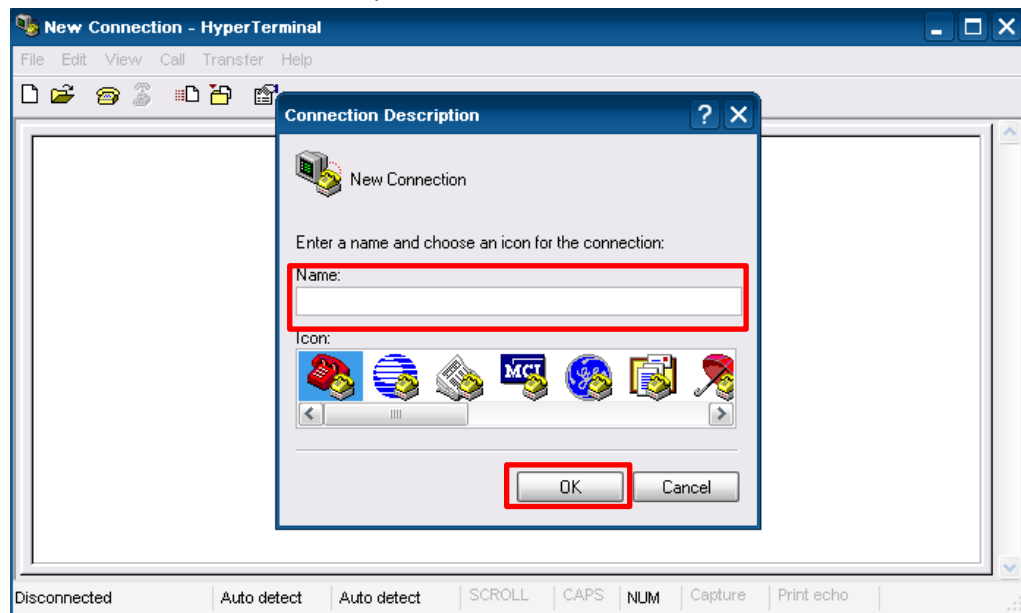 New Connection - HyperTerminal
File Edit View Call Transfer Help
Connection Description
New Connection
Enter a name and choose an icon for the connection:
Name:
Icon:
MCI
OK Cancel
Disconnected Auto detect Auto detect SCROLL CAPS NUM Capture Print echo